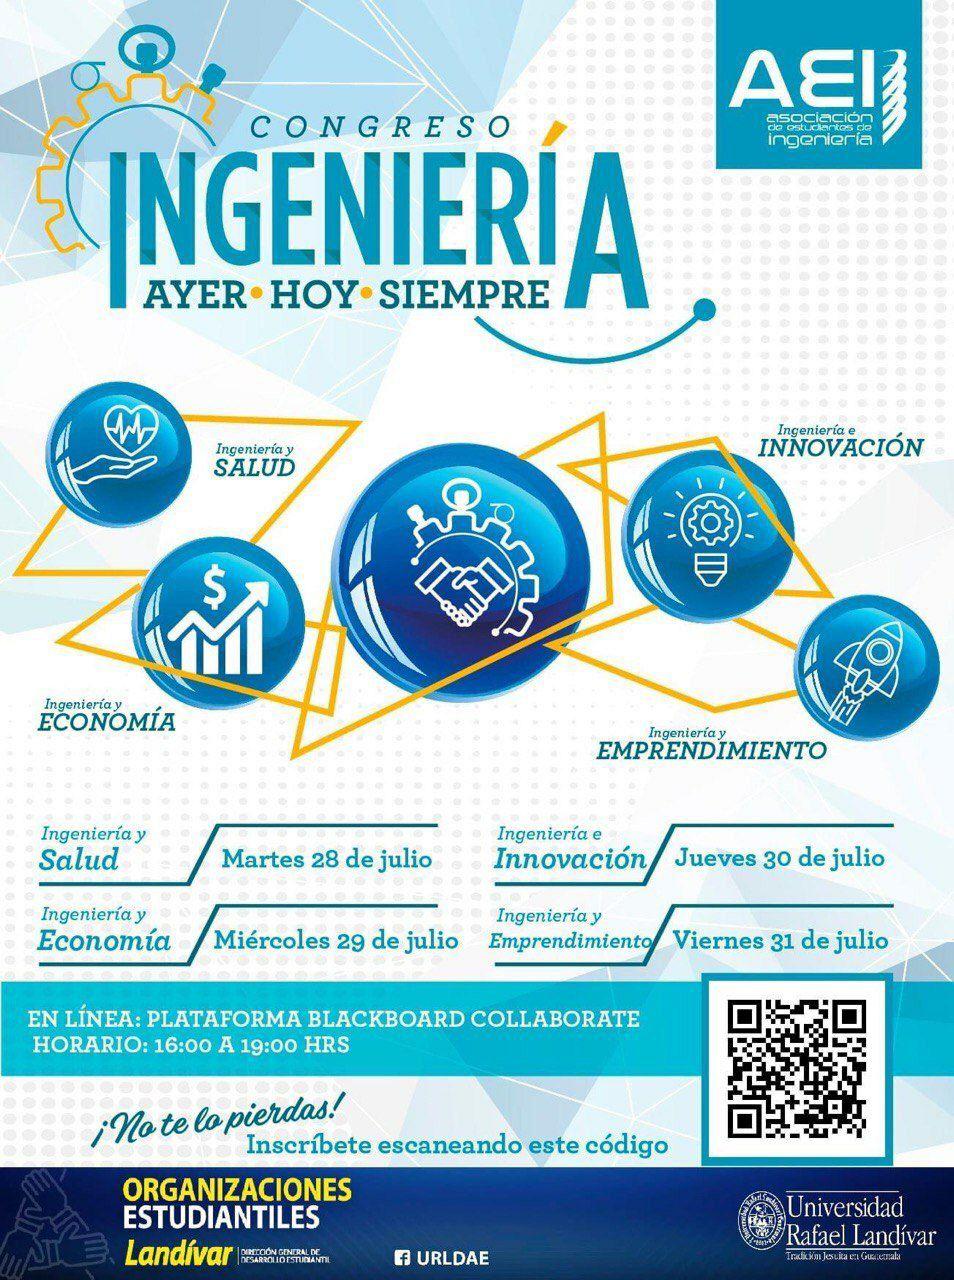 CONGRESO
INGENIERÍA
AYER • HOY • SIEMPRE
AEI
asociación
de estudiantes de
ingeniería
Ingeniería y
SALUD
Ingeniería e
INNOVACIÓN
Ingeniería y
ECONOMÍA
Ingeniería y
EMPRENDIMIENTO
Ingeniería y
Salud
Martes 28 de julio
Ingeniería e
Innovación
Jueves 30 de julio
Ingeniería y
Economía
Miércoles 29 de julio
Ingeniería y
Emprendimiento
Viernes 31 de julio
EN LÍNEA: PLATAFORMA BLACKBOARD COLLABORATE
HORARIO: 16:00 A 19:00 HRS
¡No te lo pierdas!
Inscríbete escaneando este código
ORGANIZACIONES
ESTUDIANTILES
Landívar
DIRECCIÓN GENERAL DE
DESARROLLO ESTUDIANTIL
URLDAE
Universidad
Rafael Landívar
Tradición Jesuita en Guatemala